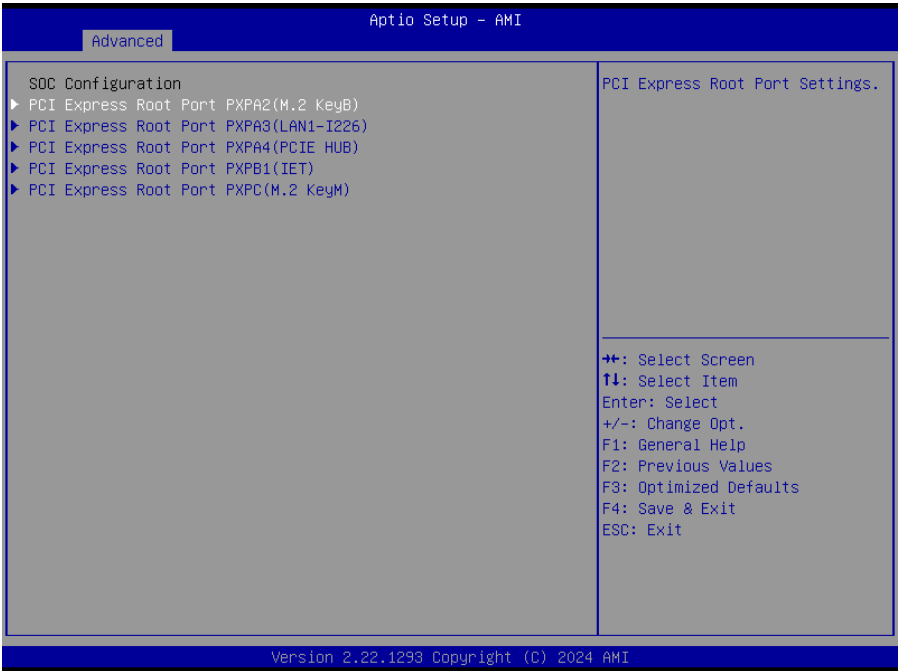 Aptio Setup – AMI
Advanced
SOC Configuration
PCI Express Root Port PXPA2(M.2 KeyB)
PCI Express Root Port PXPA3(LAN1-I226)
PCI Express Root Port PXPA4(PCIE HUB)
PCI Express Root Port PXPB1(IET)
PCI Express Root Port PXPC(M.2 KeyM)
PCI Express Root Port Settings.
→←: Select Screen
↑↓: Select Item
Enter: Select
+/-: Change Opt.
F1: General Help
F2: Previous Values
F3: Optimized Defaults
F4: Save & Exit
ESC: Exit
Version 2.22.1293 Copyright (C) 2024 AMI